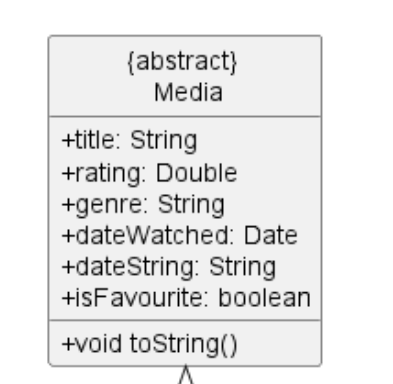 {abstract}
Media
+title: String
+rating: Double
+genre: String
+dateWatched: Date
+dateString: String
+isFavourite: boolean
+void toString()